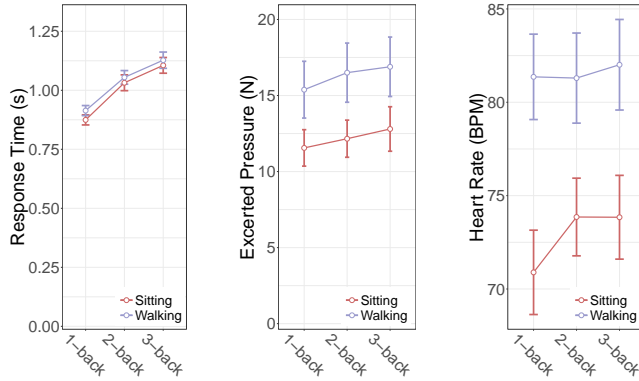 Response Time (s)
1.25
1.00
0.75
0.50
0.25
0.00
Sitting
Walking
1−back
2−back
3−back
Excerted Pressure (N)
20
15
10
5
0
Sitting
Walking
1−back
2−back
3−back
Heart Rate (BPM)
85
80
75
70
Sitting
Walking
1−back
2−back
3−back